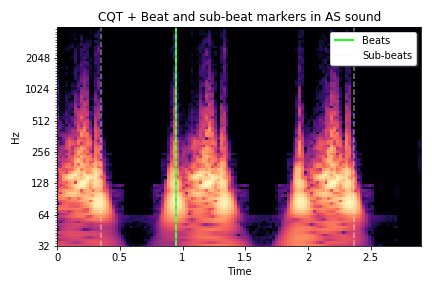 CQT + Beat and sub-beat markers in AS sound
Beats
Sub-beats
2048
1024
512
256
128
64
32
Hz
0
0.5
1
1.5
2
2.5
Time